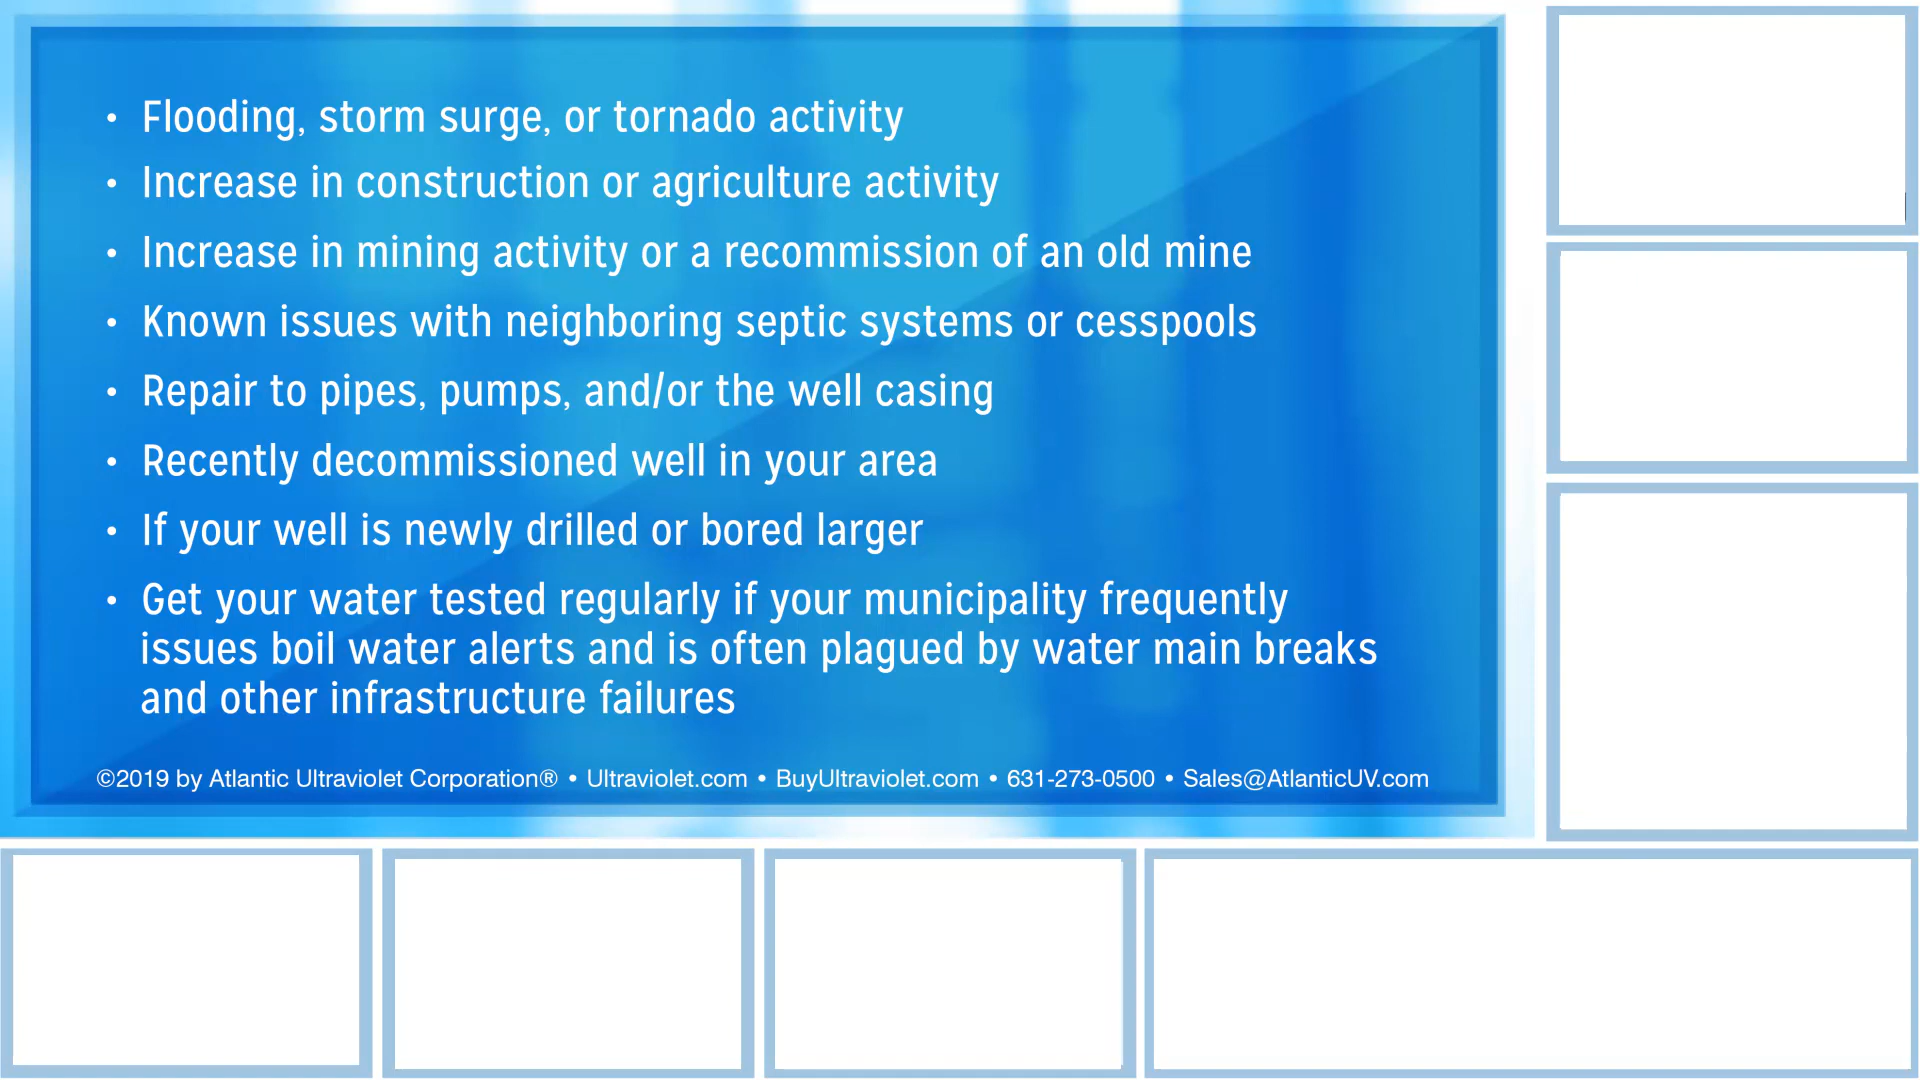 • Flooding, storm surge, or tornado activity
• Increase in construction or agriculture activity
• Increase in mining activity or a recommission of an old mine
• Known issues with neighboring septic systems or cesspools
• Repair to pipes, pumps, and/or the well casing
• Recently decommissioned well in your area
• If your well is newly drilled or bored larger
• Get your water tested regularly if your municipality frequently
issues boil water alerts and is often plagued by water main breaks
and other infrastructure failures
©2019 by Atlantic Ultraviolet Corporation® • Ultraviolet.com • BuyUltraviolet.com • 631-273-0500 • Sales@AtlanticUV.com